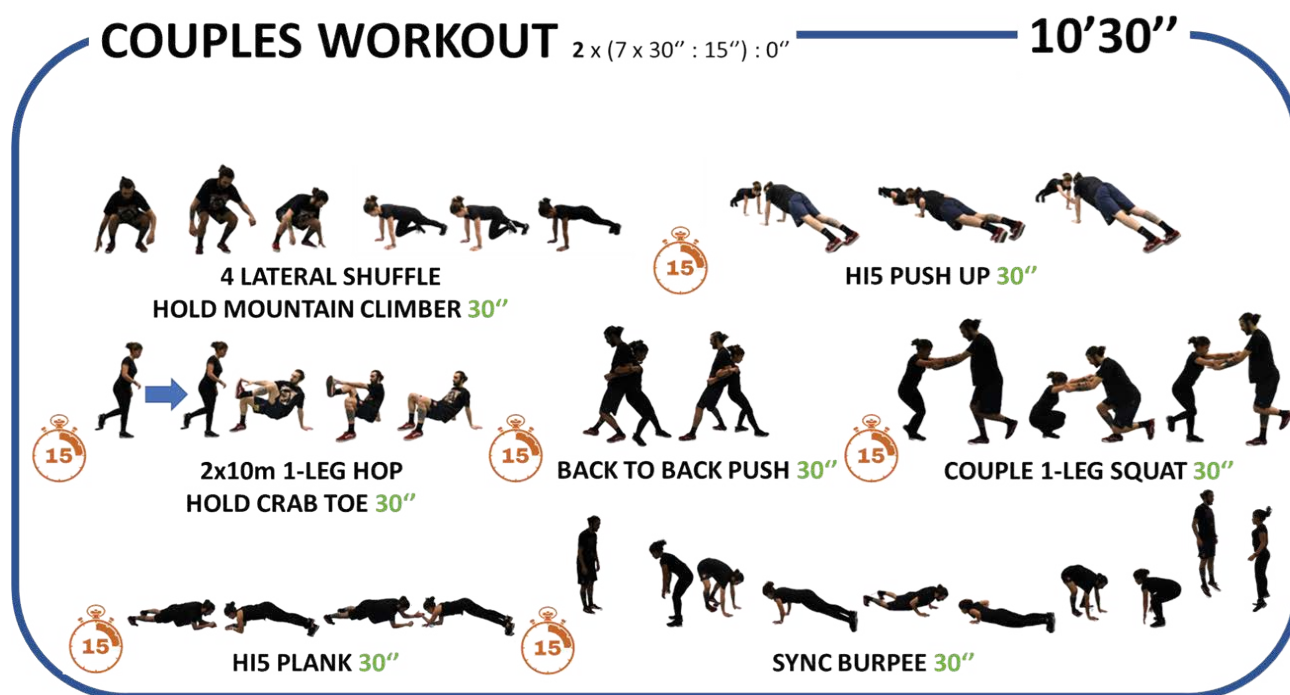 COUPLES WORKOUT 2 x (7 x 30’’ : 15’’) : 0’’ 10’30’’
4 LATERAL SHUFFLE
HOLD MOUNTAIN CLIMBER 30’’
15
HI5 PUSH UP 30’’
15
2x10m 1-LEG HOP
HOLD CRAB TOE 30’’
15
BACK TO BACK PUSH 30’’
15
COUPLE 1-LEG SQUAT 30’’
15
HI5 PLANK 30’’
15
SYNC BURPEE 30’’